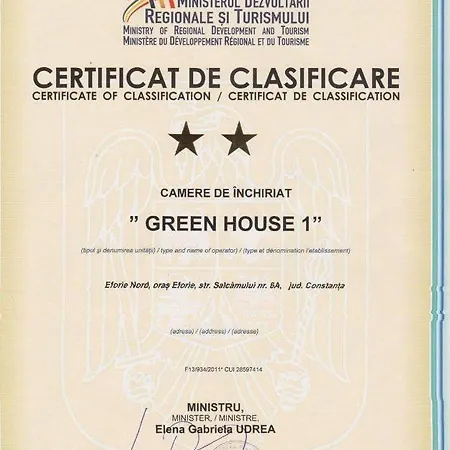 MINISTERUL DEZVOLTĂRII
REGIONALE ȘI TURISMULUI
MINISTRY OF REGIONAL DEVELOPMENT AND TOURISM
MINISTÈRE DU DÉVELOPPEMENT RÉGIONAL ET DU TOURISME
CERTIFICAT DE CLASIFICARE
CERTIFICATE OF CLASSIFICATION / CERTIFICAT DE CLASSIFICATION
CAMERE DE ÎNCHIRIAT
” GREEN HOUSE 1”
(tipul și denumirea unității) / type and name of operator) / (type et dénomination l'etablissement)
Eforie Nord, oraș Eforie, str. Salcâmului nr. 6A, jud. Constanța
(adresa) / (address) / (adresse)
F13/934/2011* CUI 28597414
MINISTRU,
MINISTER, / MINISTRE,
Elena Gabriela UDREA